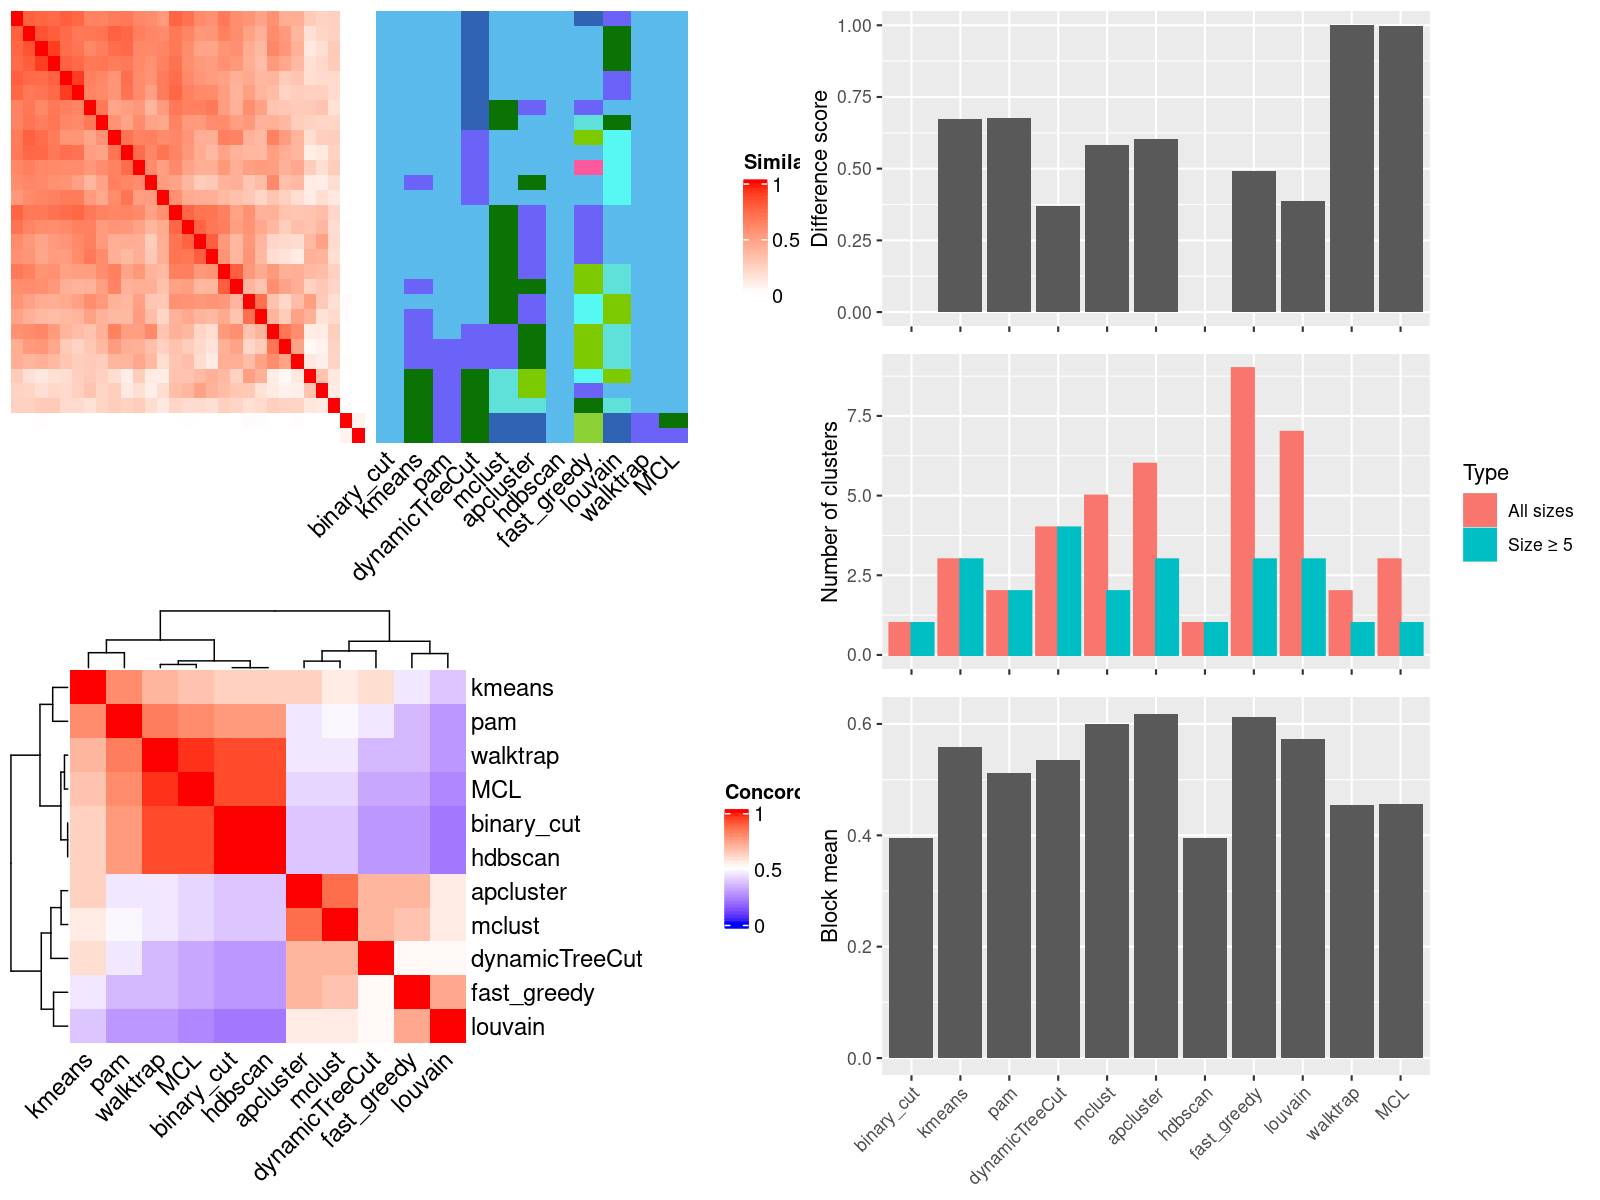 Simila
1
0.5
0
binary_cut
kmeans
pam
dynamicTreeCut
mclust
apcluster
hdbscan
fast_greedy
louvain
walktrap
MCL
kmeans
pam
walktrap
MCL
binary_cut
hdbscan
apcluster
mclust
dynamicTreeCut
fast_greedy
louvain
kmeans
pam
walktrap
MCL
binary_cut
hdbscan
apcluster
mclust
dynamicTreeCut
fast_greedy
louvain
Concord
1
0.5
0
Difference score
1.00
0.75
0.50
0.25
0.00
Number of clusters
7.5
5.0
2.5
0.0
Type
All sizes
Size ≥ 5
Block mean
0.6
0.4
0.2
0.0
binary_cut
kmeans
pam
dynamicTreeCut
mclust
apcluster
hdbscan
fast_greedy
louvain
walktrap
MCL